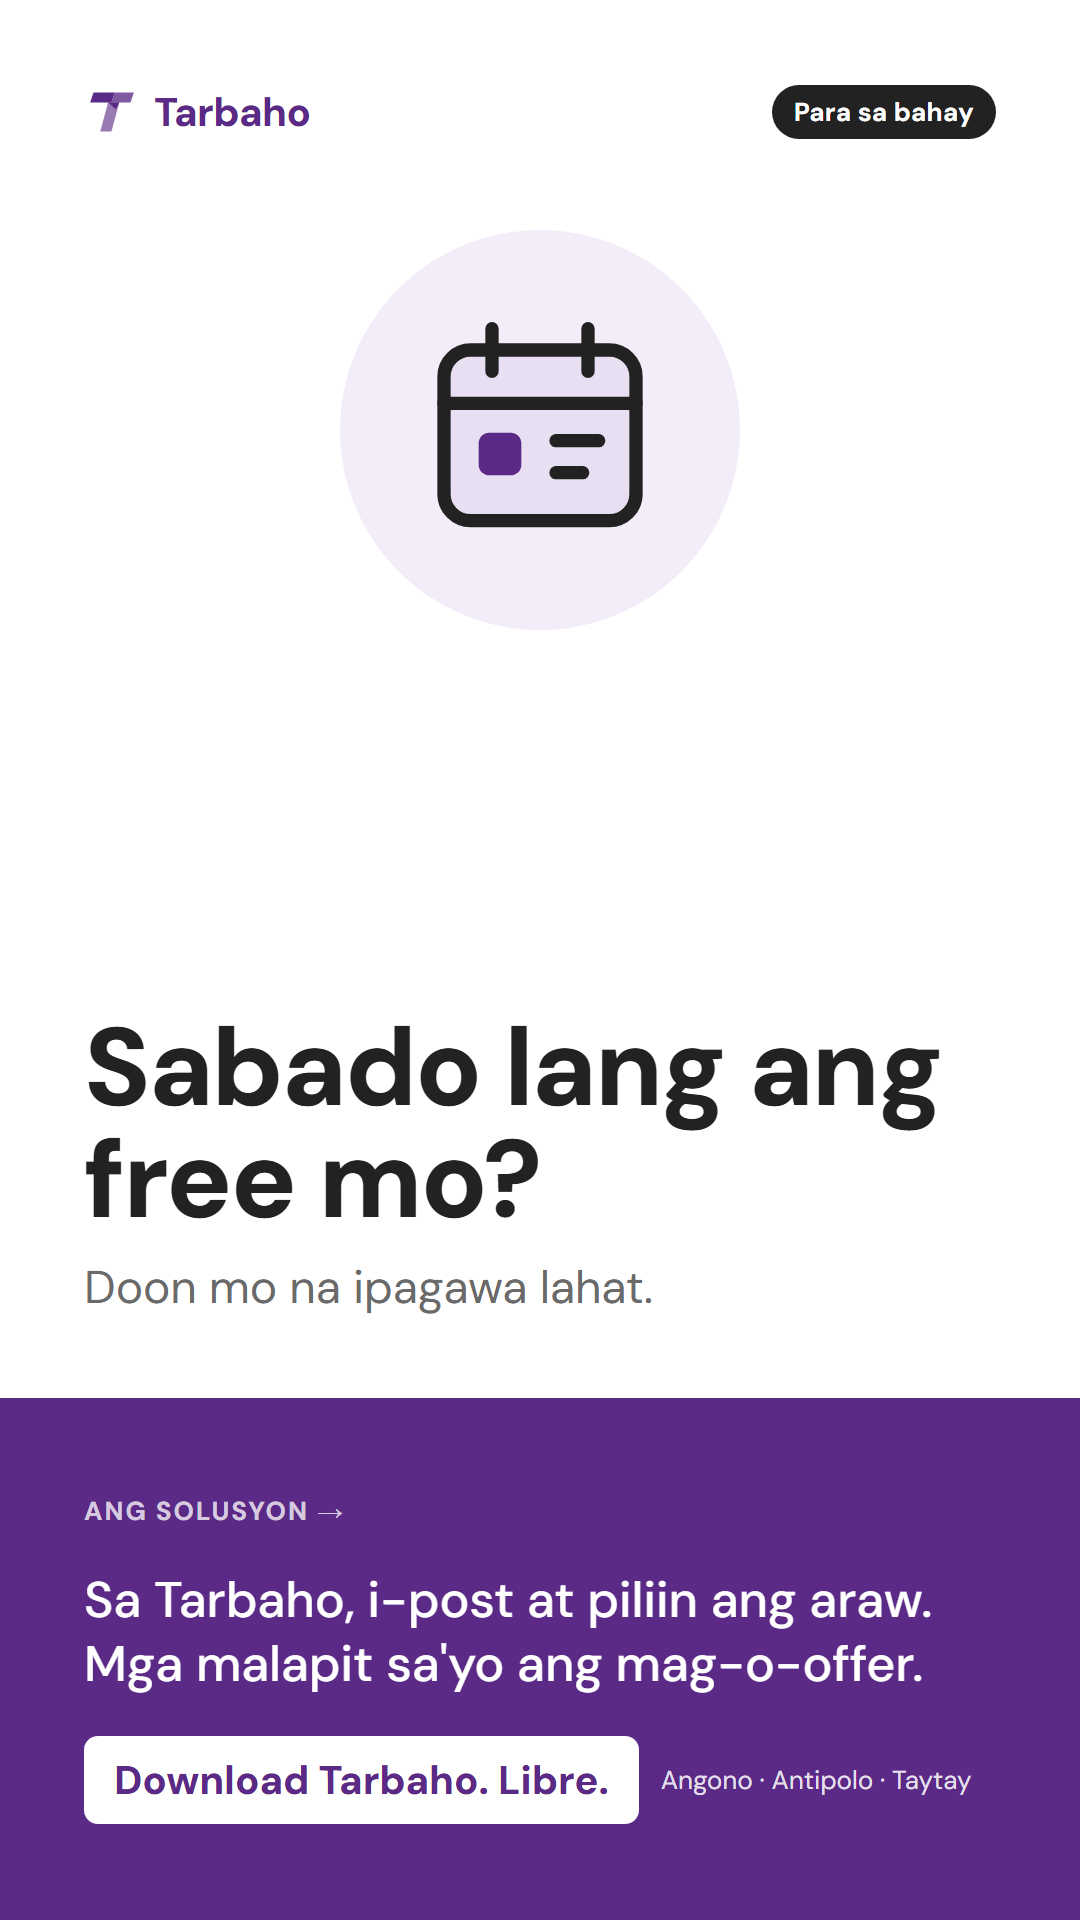 Tarbaho
Para sa bahay
Sabado lang ang
free mo?
Doon mo na ipagawa lahat.
ANG SOLUSYON →
Sa Tarbaho, i-post at piliin ang araw.
Mga malapit sa'yo ang mag-o-offer.
Download Tarbaho. Libre.
Angono · Antipolo · Taytay